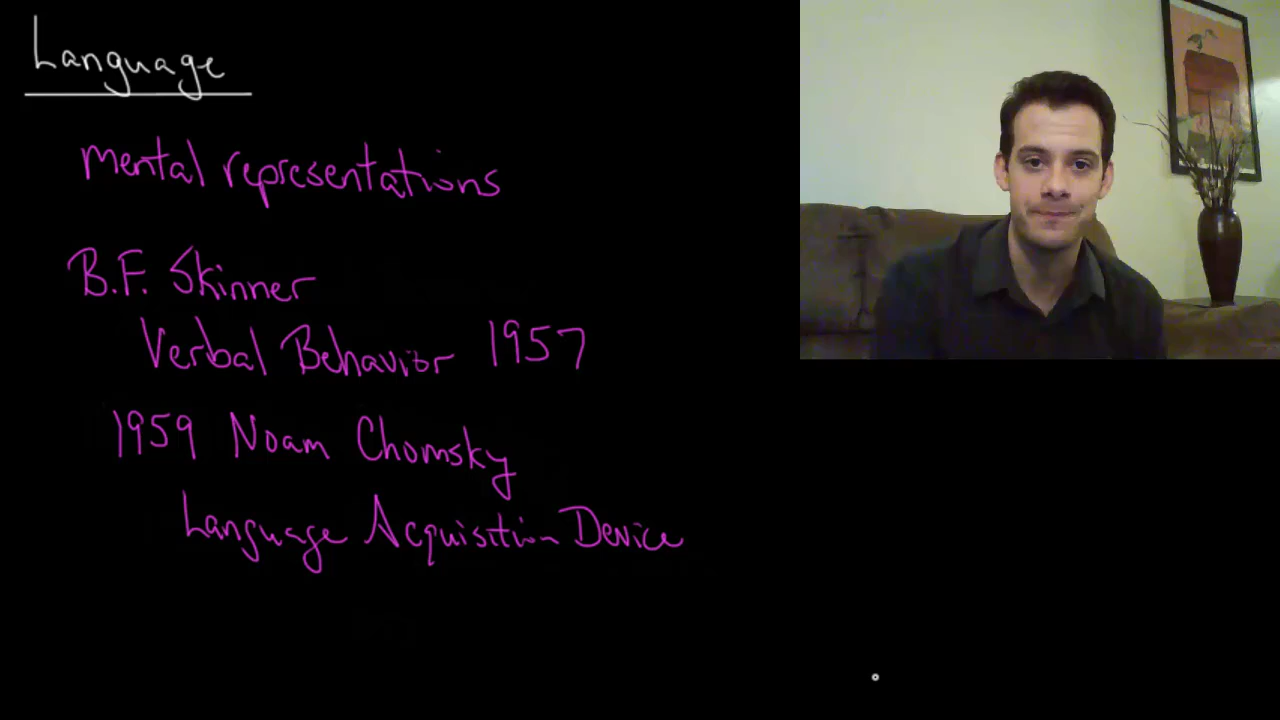 Language
Mental representations
B.F. Skinner
Verbal Behavior 1957
1959 Noam Chomsky
Language Acquisition Device